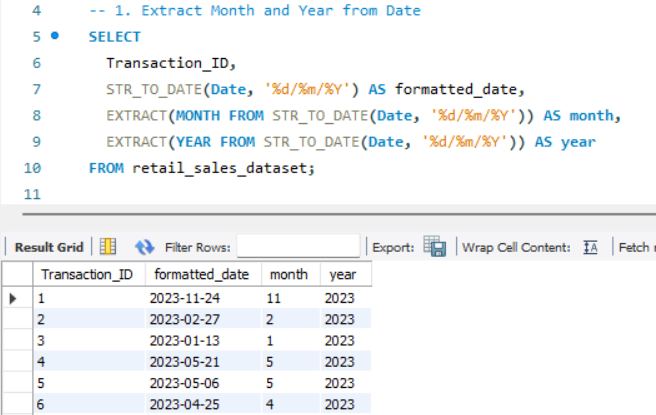 4 -- 1. Extract Month and Year from Date
5 SELECT
6 Transaction_ID,
7 STR_TO_DATE(Date, '%d/%m/%Y') AS formatted_date,
8 EXTRACT(MONTH FROM STR_TO_DATE(Date, '%d/%m/%Y')) AS month,
9 EXTRACT(YEAR FROM STR_TO_DATE(Date, '%d/%m/%Y')) AS year
10 FROM retail_sales_dataset;
11
Result Grid Filter Rows: Export: Wrap Cell Content: Fetch
Transaction_ID formatted_date month year
1 2023-11-24 11 2023
2 2023-02-27 2 2023
3 2023-01-13 1 2023
4 2023-05-21 5 2023
5 2023-05-06 5 2023
6 2023-04-25 4 2023